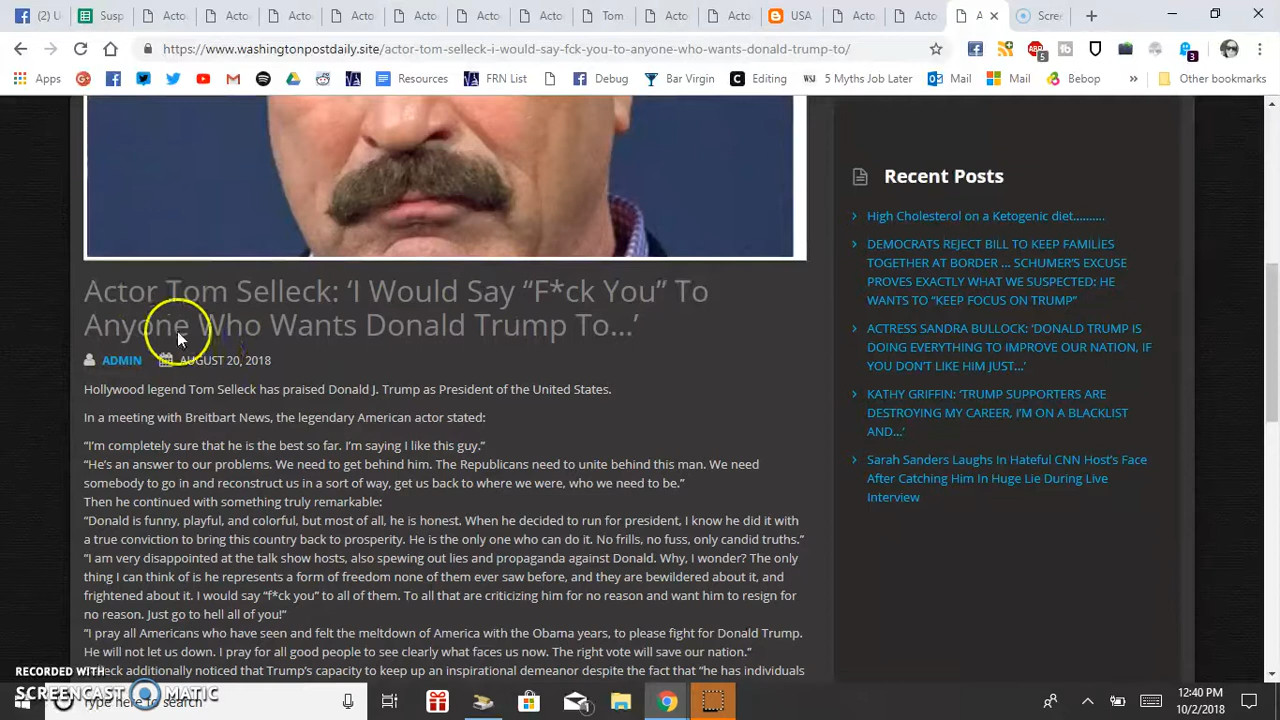 (2) U
Susp
Acto
Acto
Acto
Acto
Acto
Acto
Acto
Tom
Acto
Acto
USA
Acto
Acto
A
Scre
https://www.washingtonpostdaily.site/actor-tom-selleck-i-would-say-fck-you-to-anyone-who-wants-donald-trump-to/
Apps
Resources
FRN List
Debug
Bar Virgin
Editing
5 Myths Job Later
Mail
Mail
Bebop
Other bookmarks
Actor Tom Selleck: ‘I Would Say “F*ck You” To
Anyone Who Wants Donald Trump To…’
ADMIN AUGUST 20, 2018
Hollywood legend Tom Selleck has praised Donald J. Trump as President of the United States.
In a meeting with Breitbart News, the legendary American actor stated:
“I’m completely sure that he is the best so far. I’m saying I like this guy.”
“He’s an answer to our problems. We need to get behind him. The Republicans need to unite behind this man. We need
somebody to go in and reconstruct us in a sort of way, get us back to where we were, who we need to be.”
Then he continued with something truly remarkable:
“Donald is funny, playful, and colorful, but most of all, he is honest. When he decided to run for president, I know he did it with
a true conviction to bring this country back to prosperity. He is the only one who can do it. No frills, no fuss, only candid truths.”
“I am very disappointed at the talk show hosts, also spewing out lies and propaganda against Donald. Why, I wonder? The only
thing I can think of is he represents a form of freedom none of them ever saw before, and they are bewildered about it, and
frightened about it. I would say “f*ck you” to all of them. To all that are criticizing him for no reason and want him to resign for
no reason. Just go to hell all of you!”
“I pray all Americans who have seen and felt the meltdown of America with the Obama years, to please fight for Donald Trump.
He will not let us down. I pray for all good people to see clearly what faces us now. The right vote will save our nation.”
additionally noticed that Trump’s capacity to keep up an inspirational demeanor despite the fact that “he has individuals
Recent Posts
High Cholesterol on a Ketogenic diet……….
DEMOCRATS REJECT BILL TO KEEP FAMILIES
TOGETHER AT BORDER … SCHUMER’S EXCUSE
PROVES EXACTLY WHAT WE SUSPECTED: HE
WANTS TO “KEEP FOCUS ON TRUMP”
ACTRESS SANDRA BULLOCK: ‘DONALD TRUMP IS
DOING EVERYTHING TO IMPROVE OUR NATION, IF
YOU DON’T LIKE HIM JUST…’
KATHY GRIFFIN: ‘TRUMP SUPPORTERS ARE
DESTROYING MY CAREER, I’M ON A BLACKLIST
AND…’
Sarah Sanders Laughs In Hateful CNN Host’s Face
After Catching Him In Huge Lie During Live
Interview
RECORDED WITH
SCREENCAST MATIC
Type here to search
12:40 PM
10/2/2018